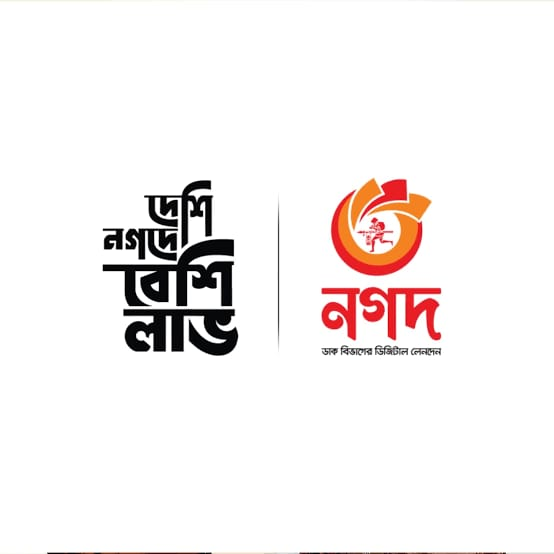 দেশি
নগদে
বেশি
লাভ
নগদ
ডাক বিভাগের ডিজিটাল লেনদেন